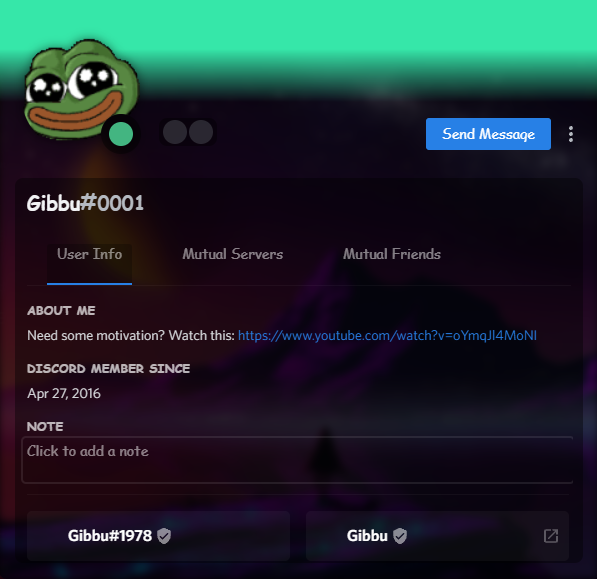 Send Message
Gibbu#0001
User Info
Mutual Servers
Mutual Friends
ABOUT ME
Need some motivation? Watch this: https://www.youtube.com/watch?v=oYmqJl4MoNI
DISCORD MEMBER SINCE
Apr 27, 2016
NOTE
Click to add a note
Gibbu#1978
Gibbu